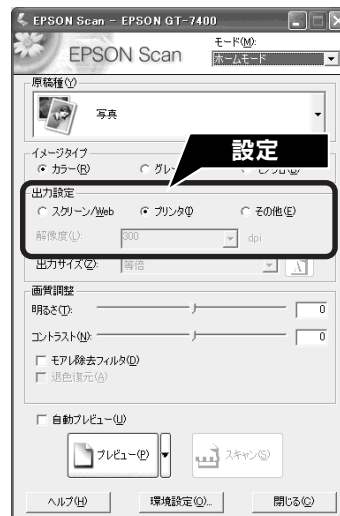 EPSON Scan - EPSON GT-7400
EPSON Scan
モード(M):
ホームモード
原稿種(Y)
写真
イメージタイプ
カラー(R)
設定
出力設定
スクリーン/Web プリンタ(I) その他(E)
解像度(L): 300 dpi
出力サイズ(Z): 等倍
画質調整
明るさ(T): 0
コントラスト(N): 0
モアレ除去フィルタ(D)
退色復元(A)
自動プレビュー(U)
プレビュー(P) スキャン(S)
ヘルプ(H) 環境設定(O)... 閉じる(C)